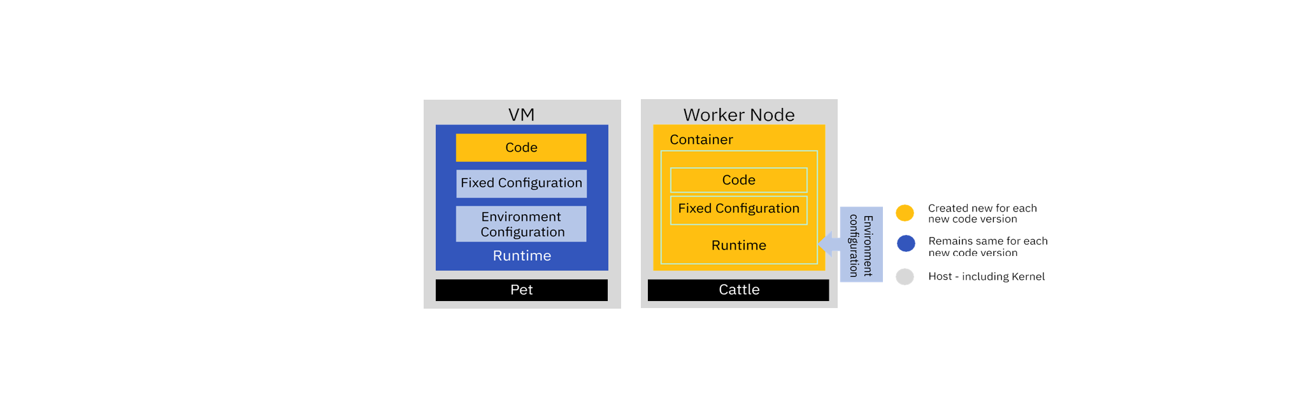 VM
Code
Fixed Configuration
Environment
Configuration
Runtime
Pet
Worker Node
Container
Code
Fixed Configuration
Runtime
Cattle
Environment
configuration
Created new for each
new code version
Remains same for each
new code version
Host - including Kernel